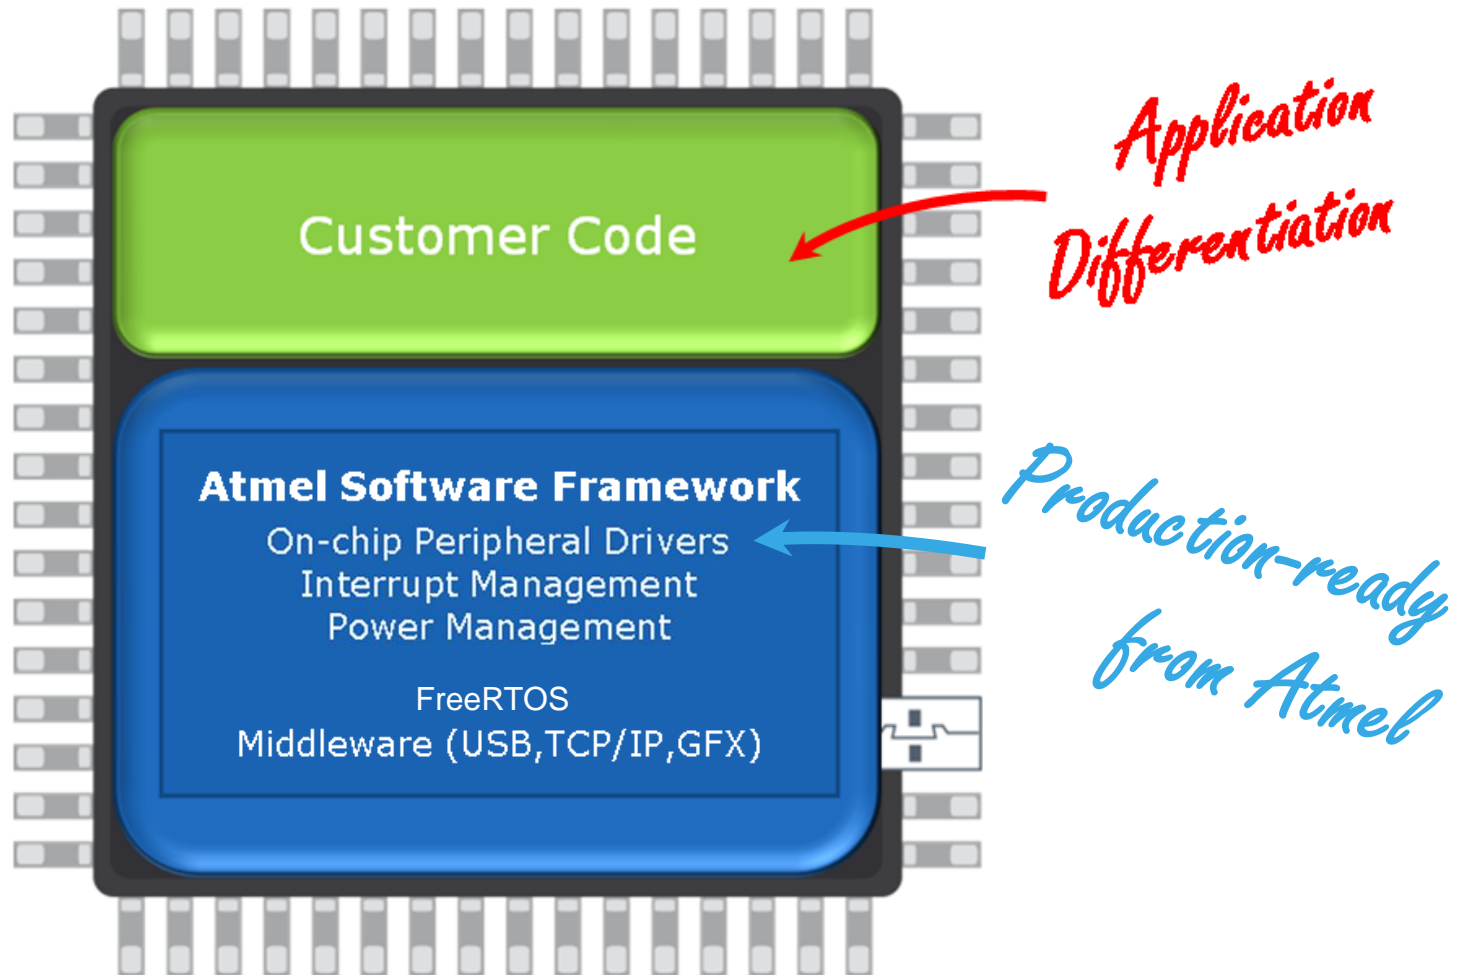 Application
Differentiation
Customer Code
Atmel Software Framework
On-chip Peripheral Drivers
Interrupt Management
Power Management
FreeRTOS
Middleware (USB,TCP/IP,GFX)
Production-ready
from Atmel